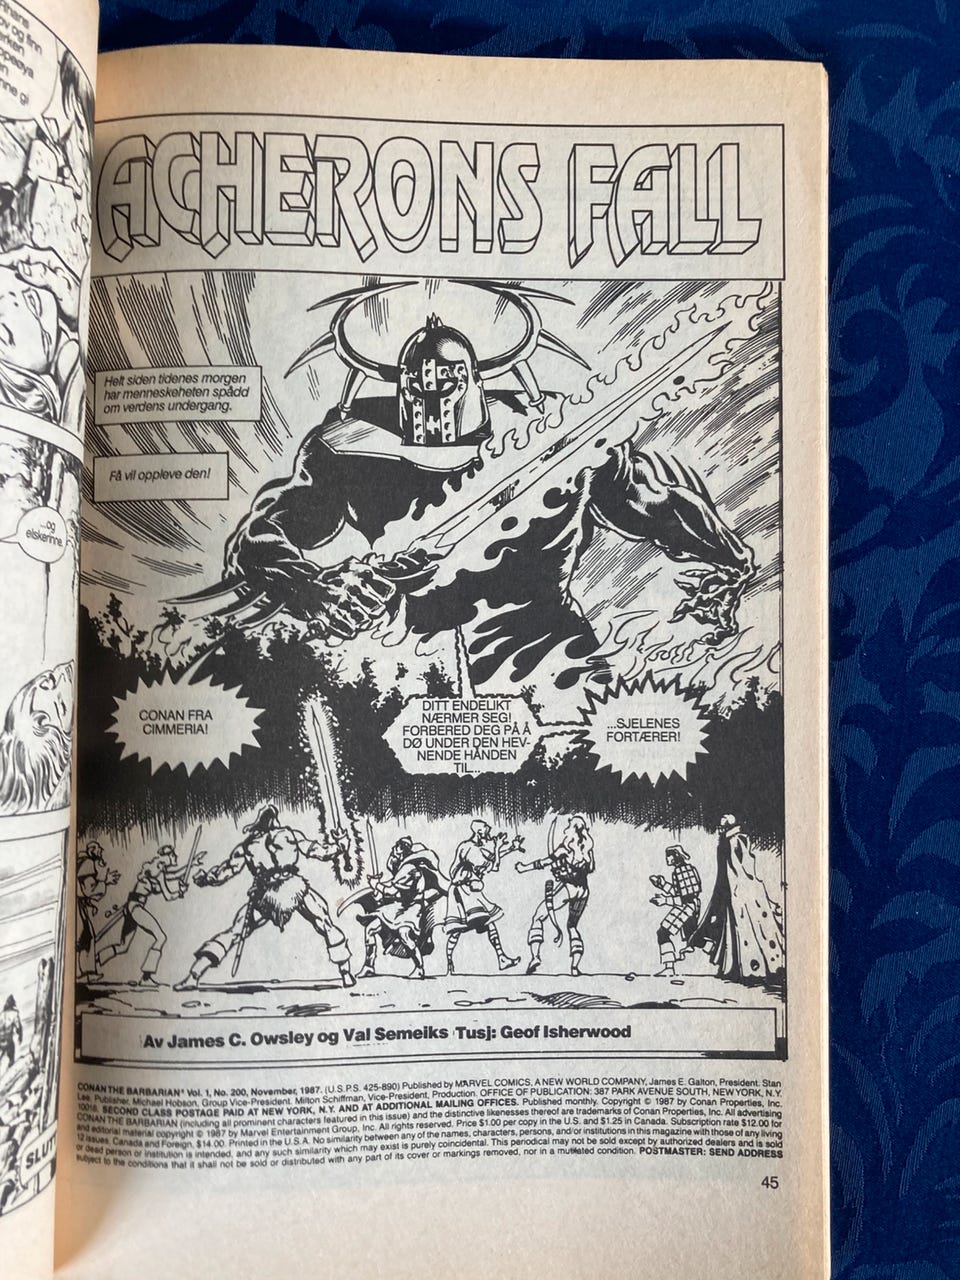 ov og finn
...og
elskerinne.
SLUTT
ACHERONS FALL
Helt siden tidenes morgen
har menneskeheten spådd
om verdens undergang.
Få vil oppleve den!
CONAN FRA
CIMMERIA!
DITT ENDELIKT
NÆRMER SEG!
FORBERED DEG PÅ Å
DØ UNDER DEN HEV-
NENDE HÅNDEN
TIL...
...SJELENES
FORTÆRER!
Av James C. Owsley og Val Semeiks Tusj: Geof Isherwood
CONAN THE BARBARIAN® Vol. 1, No. 200, November, 1987. (U.S.P.S. 425-890) Published by MARVEL COMICS, A NEW WORLD COMPANY, James E. Galton, President. Stan
Lee, Publisher. Michael Hobson, Group Vice-President. Milton Schiffman, Vice-President, Production. OFFICE OF PUBLICATION: 387 PARK AVENUE SOUTH, NEW YORK, N.Y.
10016. SECOND CLASS POSTAGE PAID AT NEW YORK, N.Y. AND AT ADDITIONAL MAILING OFFICES. Published monthly. Copyright © 1987 by Conan Properties, Inc.
CONAN THE BARBARIAN (including all prominent characters featured in this issue) and the distinctive likenesses thereof are trademarks of Conan Properties, Inc. All advertising
and editorial material copyright © 1987 by Marvel Entertainment Group, Inc. All rights reserved. Price $1.00 per copy in the U.S. and $1.25 in Canada. Subscription rate $12.00 for
12 issues. Canada and Foreign, $14.00. Printed in the U.S.A. No similarity between any of the names, characters, persons, and/or institutions in this magazine with those of any living
or dead person or institution is intended, and any such similarity which may exist is purely coincidental. This periodical may not be sold except by authorized dealers and is sold
subject to the conditions that it shall not be sold or distributed with any part of its cover or markings removed, nor in a mutilated condition. POSTMASTER: SEND ADDRESS
45